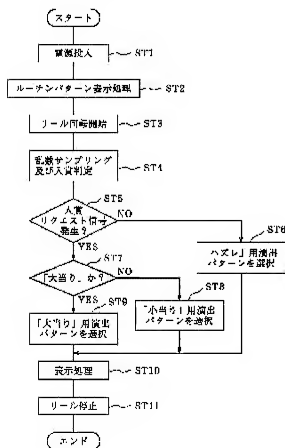 スタート
電源投入 ST1
ルーチンパターン表示処理 ST2
リール回転開始 ST3
乱数サンプリング
及び入賞判定 ST4
ST5
入賞
リクエスト信号
発生?
NO
YES
ST6
ハズレ」用演出
パターンを選択
ST7
「大当り」か?
NO
YES
ST8
「小当り」用演出
パターンを選択
ST9
「大当り」用演出
パターンを選択
表示処理 ST10
リール停止 ST11
エンド